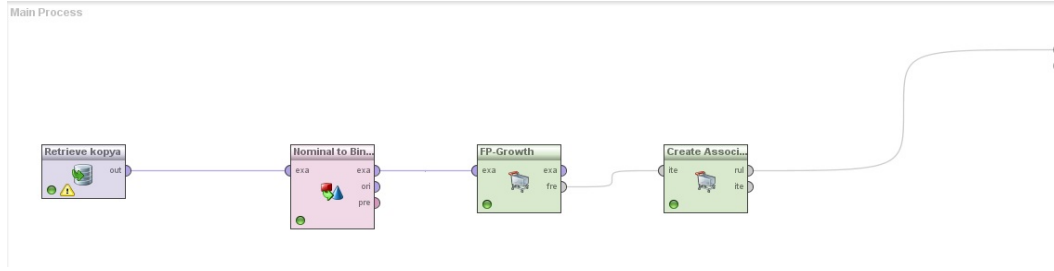 Main Process
Retrieve kopya
out
Nominal to Bin...
exa
exa
ori
pre
FP-Growth
exa
exa
fre
Create Associ...
ite
rul
ite